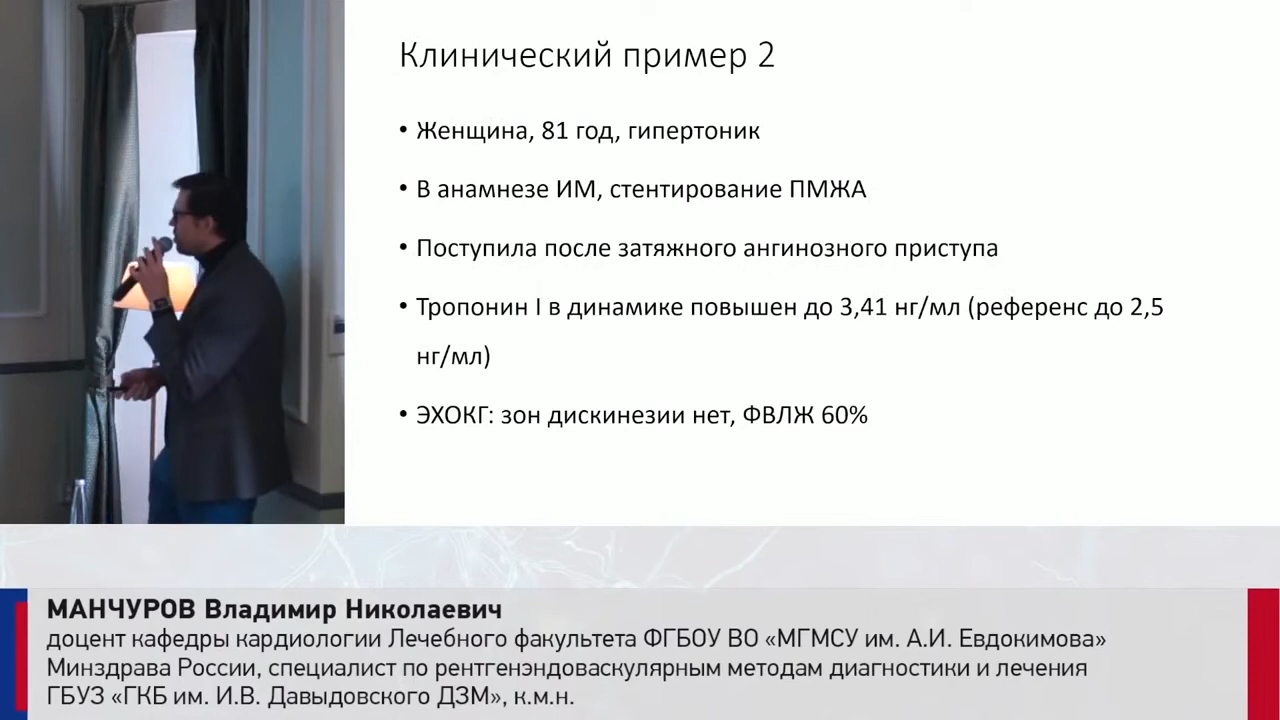 Клинический пример 2
• Женщина, 81 год, гипертоник
• В анамнезе ИМ, стентирование ПМЖА
• Поступила после затяжного ангинозного приступа
• Тропонин I в динамике повышен до 3,41 нг/мл (референс до 2,5
нг/мл)
• ЭХОКГ: зон дискинезии нет, ФВЛЖ 60%
МАНЧУРОВ Владимир Николаевич
доцент кафедры кардиологии Лечебного факультета ФГБОУ ВО «МГМСУ им. А.И. Евдокимова»
Минздрава России, специалист по рентгенэндоваскулярным методам диагностики и лечения
ГБУЗ «ГКБ им. И.В. Давыдовского ДЗМ», к.м.н.